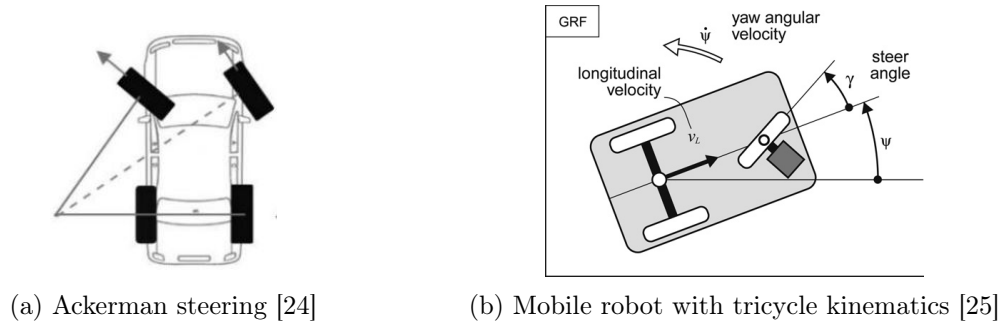 GRF
ψ̇
yaw angular
velocity
longitudinal
velocity
steer
angle
γ
v_L
ψ
(a) Ackerman steering [24]
(b) Mobile robot with tricycle kinematics [25]